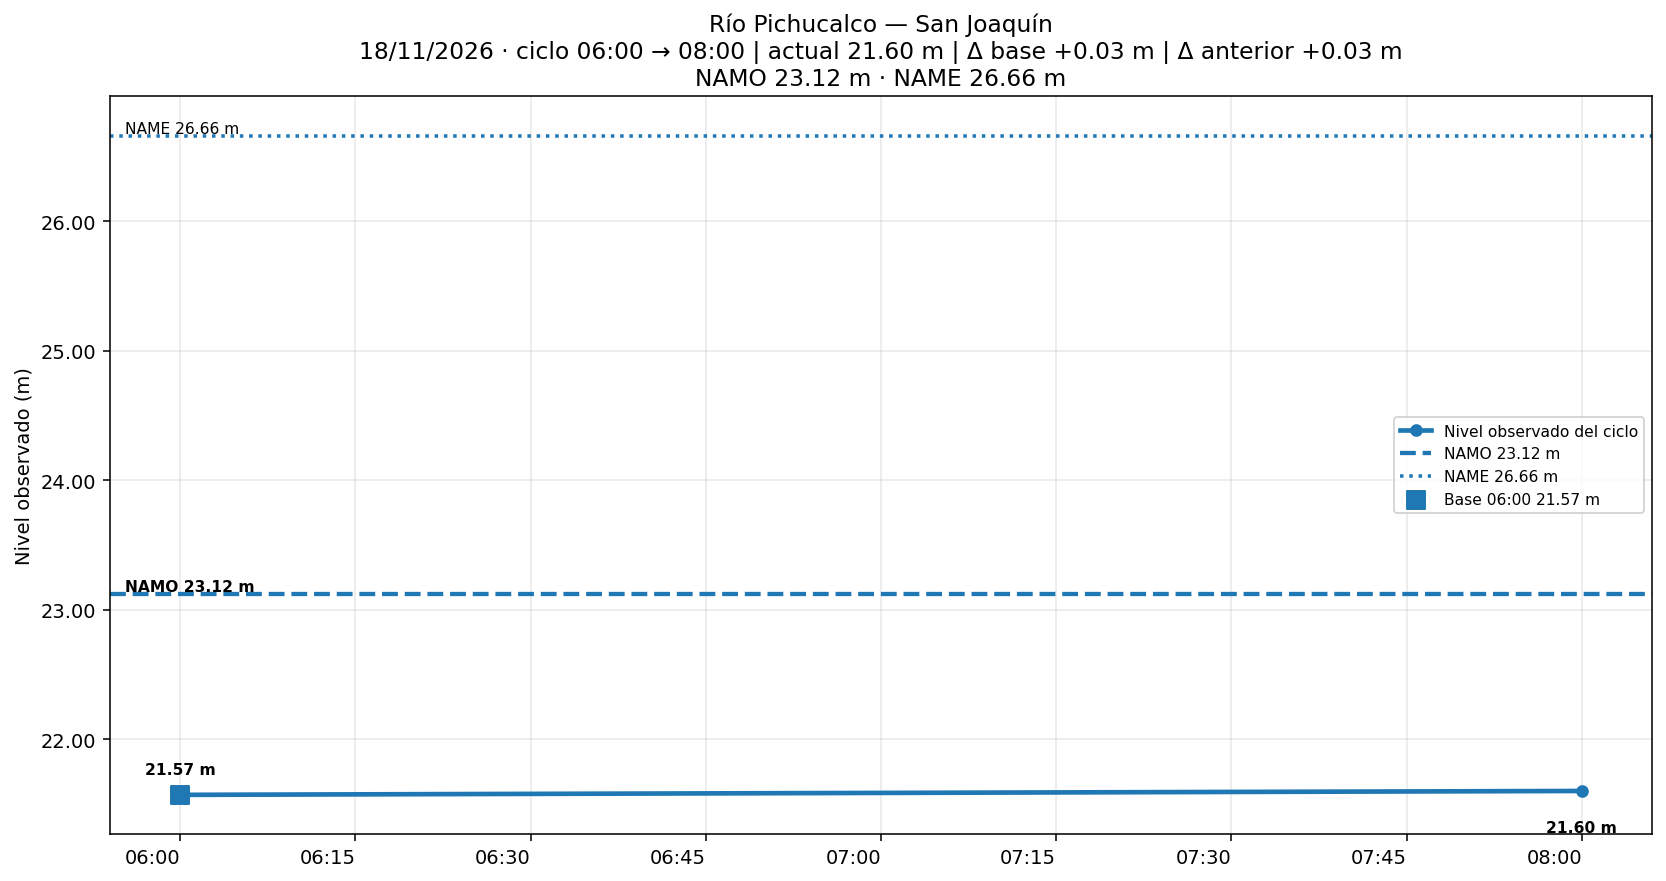 Río Pichucalco — San Joaquín
18/11/2026 · ciclo 06:00 → 08:00 | actual 21.60 m | Δ base +0.03 m | Δ anterior +0.03 m
NAMO 23.12 m · NAME 26.66 m
NAME 26.66 m
26.00
25.00
Nivel observado (m)
Nivel observado del ciclo
NAMO 23.12 m
NAME 26.66 m
Base 06:00 21.57 m
24.00
NAMO 23.12 m
23.00
22.00
21.57 m
21.60 m
06:00 06:15 06:30 06:45 07:00 07:15 07:30 07:45 08:00